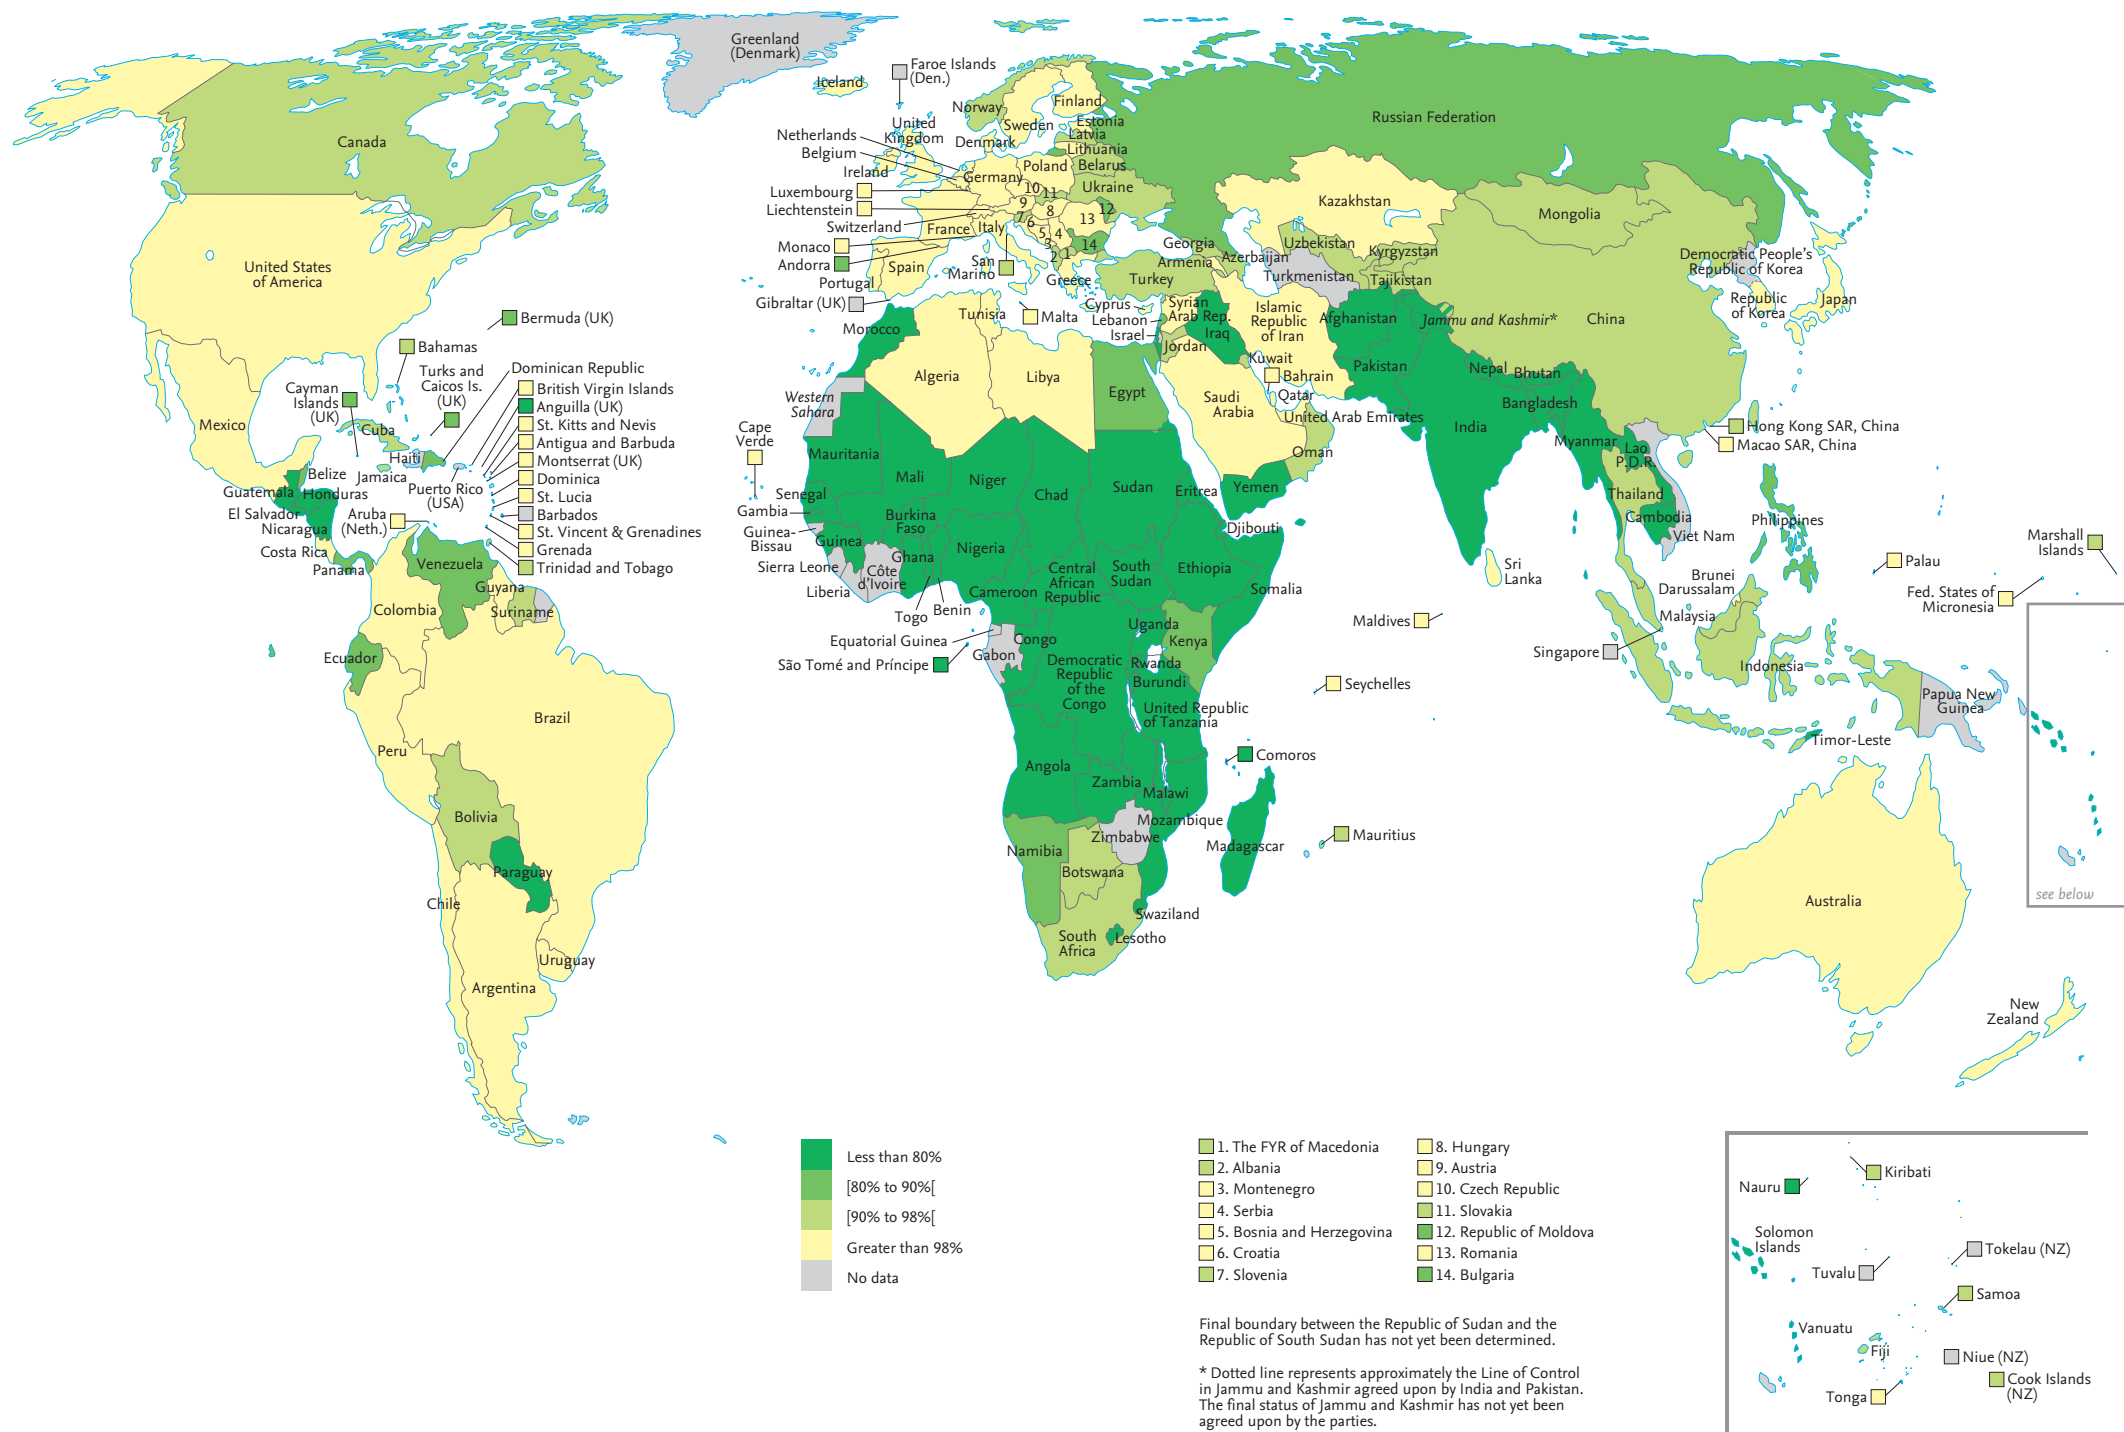 Greenland
(Denmark)
Faroe Islands
(Den.)
Iceland
Norway
Finland
Sweden
Estonia
Latvia
Lithuania
Denmark
United
Kingdom
Netherlands
Belgium
Ireland
Luxembourg
Liechtenstein
Switzerland
Monaco
Andorra
Portugal
Gibraltar (UK)
Germany
Poland
Belarus
Ukraine
10
11
9
8
7
6
13
12
5
4
3
14
2
1
France
Italy
Spain
San
Marino
Greece
Malta
Russian Federation
Kazakhstan
Mongolia
Georgia
Armenia
Azerbaijan
Turkey
Uzbekistan
Kyrgyzstan
Turkmenistan
Tajikistan
Democratic People's
Republic of Korea
Republic
of Korea
Japan
China
Jammu and Kashmir*
Afghanistan
Pakistan
Nepal
Bhutan
Bangladesh
India
Myanmar
Lao
P.D.R.
Thailand
Cambodia
Viet Nam
Hong Kong SAR, China
Macao SAR, China
Philippines
Sri
Lanka
Maldives
Brunei
Darussalam
Malaysia
Singapore
Indonesia
Timor-Leste
Papua New
Guinea
Palau
Marshall
Islands
Fed. States of
Micronesia
see below
Australia
New
Zealand
Cyprus
Lebanon
Israel
Syrian
Arab Rep.
Iraq
Jordan
Islamic
Republic
of Iran
Kuwait
Bahrain
Qatar
United Arab Emirates
Saudi
Arabia
Oman
Yemen
Canada
United States
of America
Mexico
Bermuda (UK)
Bahamas
Turks and
Caicos Is.
(UK)
Cayman
Islands
(UK)
Cuba
Haiti
Jamaica
Puerto Rico
(USA)
Aruba
(Neth.)
Dominican Republic
British Virgin Islands
Anguilla (UK)
St. Kitts and Nevis
Antigua and Barbuda
Montserrat (UK)
Dominica
St. Lucia
Barbados
St. Vincent & Grenadines
Grenada
Trinidad and Tobago
Belize
Guatemala
Honduras
El Salvador
Nicaragua
Costa Rica
Panama
Venezuela
Guyana
Suriname
Colombia
Ecuador
Brazil
Peru
Bolivia
Paraguay
Chile
Uruguay
Argentina
Cape
Verde
Morocco
Tunisia
Algeria
Libya
Egypt
Western
Sahara
Mauritania
Mali
Niger
Chad
Sudan
Eritrea
Djibouti
Senegal
Gambia
Guinea-
Bissau
Guinea
Sierra Leone
Liberia
Côte
d'Ivoire
Burkina
Faso
Ghana
Togo
Benin
Nigeria
Cameroon
Central
African
Republic
South
Sudan
Ethiopia
Somalia
Equatorial Guinea
São Tomé and Príncipe
Gabon
Congo
Democratic
Republic
of the
Congo
Uganda
Kenya
Rwanda
Burundi
United Republic
of Tanzania
Seychelles
Comoros
Angola
Zambia
Malawi
Mozambique
Zimbabwe
Madagascar
Mauritius
Namibia
Botswana
Swaziland
Lesotho
South
Africa
Less than 80%
[80% to 90%[
[90% to 98%[
Greater than 98%
No data
1. The FYR of Macedonia
2. Albania
3. Montenegro
4. Serbia
5. Bosnia and Herzegovina
6. Croatia
7. Slovenia
8. Hungary
9. Austria
10. Czech Republic
11. Slovakia
12. Republic of Moldova
13. Romania
14. Bulgaria
Final boundary between the Republic of Sudan and the
Republic of South Sudan has not yet been determined.
* Dotted line represents approximately the Line of Control
in Jammu and Kashmir agreed upon by India and Pakistan.
The final status of Jammu and Kashmir has not yet been
agreed upon by the parties.
Kiribati
Nauru
Solomon
Islands
Tokelau (NZ)
Tuvalu
Samoa
Vanuatu
Fiji
Niue (NZ)
Cook Islands
(NZ)
Tonga